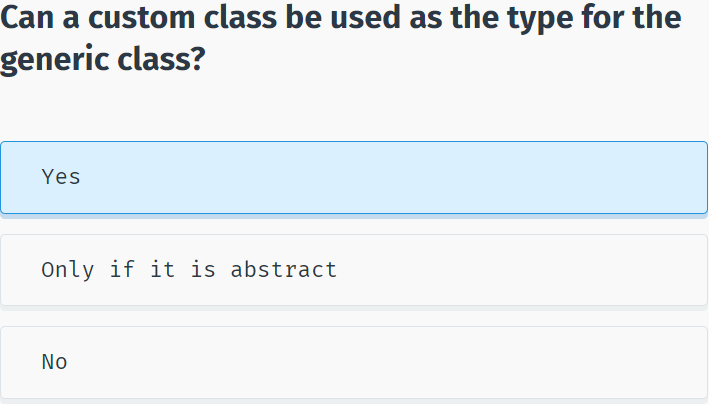 Can a custom class be used as the type for the
generic class?
Yes
Only if it is abstract
No